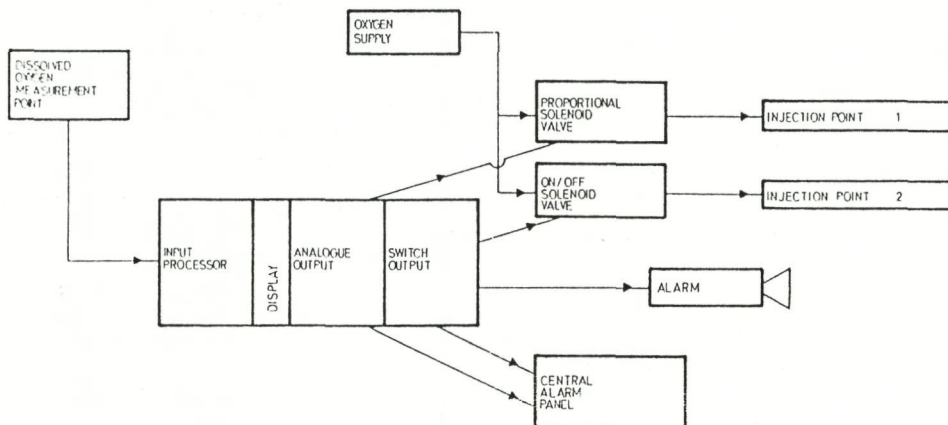 OXYGEN
SUPPLY
DISSOLVED
OXYGEN
MEASUREMENT
POINT
PROPORTIONAL
SOLENOID
VALVE
INJECTION POINT 1
ON/OFF
SOLENOID
VALVE
INJECTION POINT 2
INPUT
PROCESSOR
DISPLAY
ANALOGUE
OUTPUT
SWITCH
OUTPUT
ALARM
CENTRAL
ALARM
PANEL